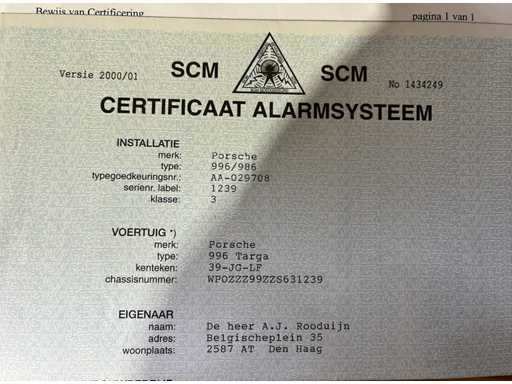 Bewijs van Certificering
pagina 1 van 1
Versie 2000/01
SCM
SCM
No 1434249
CERTIFICAAT ALARMSYSTEEM
INSTALLATIE
merk: Porsche
type: 996/986
typegoedkeuringsnr.: AA-029708
serienr. label: 1239
klasse: 3
VOERTUIG *)
merk: Porsche
type: 996 Targa
kenteken: 39-JG-LF
chassisnummer: WPOZZZ99ZZS631239
EIGENAAR
naam: De heer A.J. Rooduijn
adres: Belgischeplein 35
woonplaats: 2587 AT Den Haag